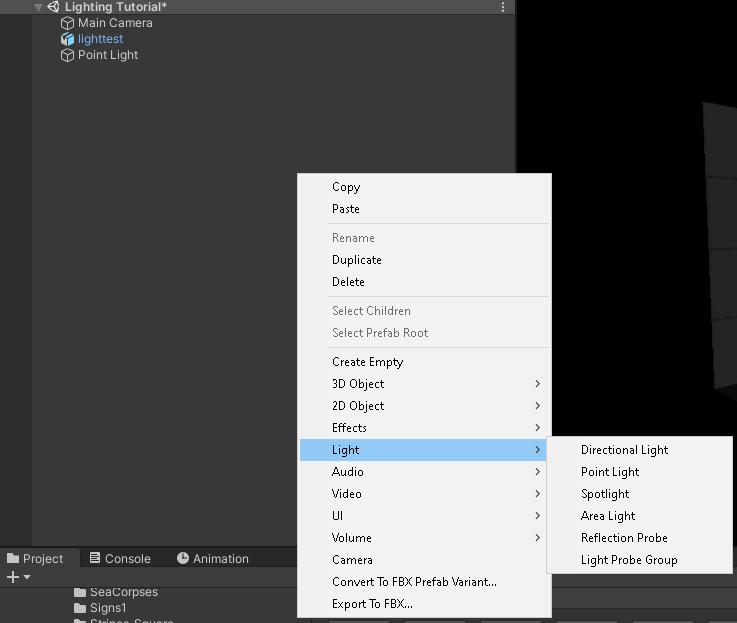 Lighting Tutorial*
Main Camera
lighttest
Point Light
Copy
Paste
Rename
Duplicate
Delete
Select Children
Select Prefab Root
Create Empty
3D Object
2D Object
Effects
Light
Audio
Video
UI
Volume
Camera
Convert To FBX Prefab Variant...
Export To FBX...
Directional Light
Point Light
Spotlight
Area Light
Reflection Probe
Light Probe Group
Project
Console
Animation
SeaCorpses
Signs1
Stripes_Square